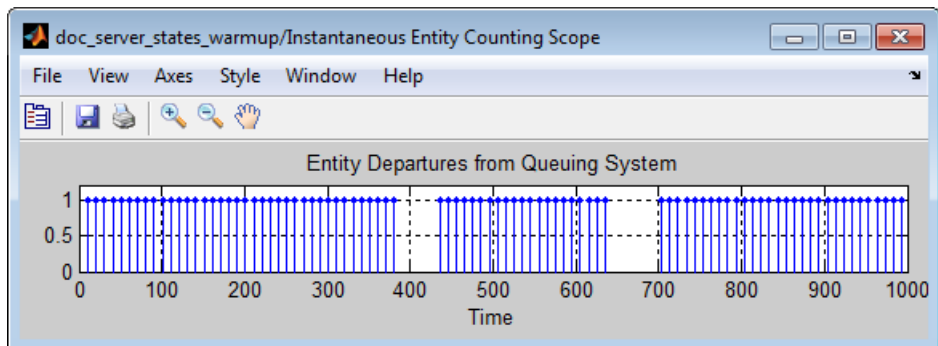 doc_server_states_warmup/Instantaneous Entity Counting Scope
File View Axes Style Window Help
Entity Departures from Queuing System
1
0.5
0
0 100 200 300 400 500 600 700 800 900 1000
Time